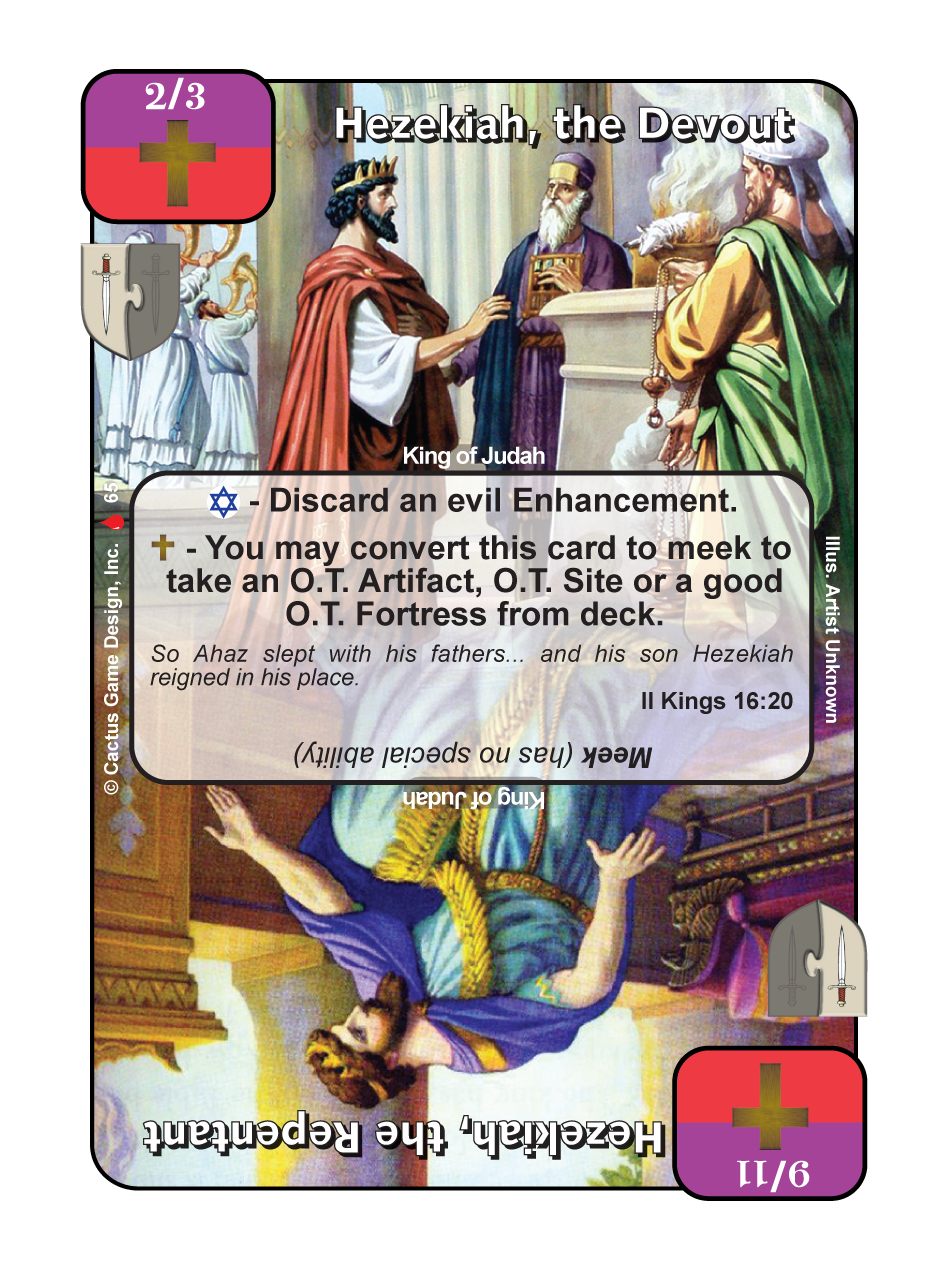 2/3
Hezekiah, the Devout
King of Judah
- Discard an evil Enhancement.
- You may convert this card to meek to
take an O.T. Artifact, O.T. Site or a good
O.T. Fortress from deck.
So Ahaz slept with his fathers... and his son Hezekiah
reigned in his place.
II Kings 16:20
Meek (has no special ability)
King of Judah
© Cactus Game Design, Inc. 65
Illus. Artist Unknown
Hezekiah, the Repentant
9/11